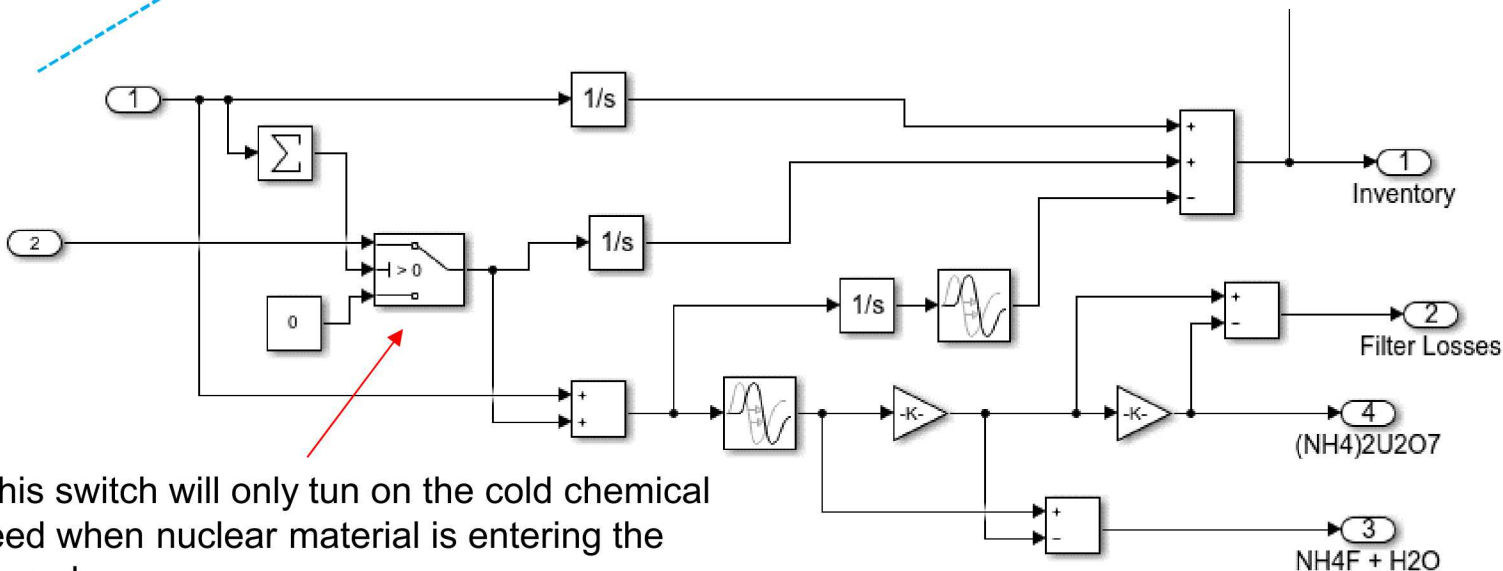 1
1/s
+
+
−
1
Inventory
Σ
2
> 0
0
1/s
1/s
+
−
2
Filter Losses
+
+
-K-
-K-
4
(NH4)2U2O7
his switch will only tun on the cold chemical
eed when nuclear material is entering the
+
−
3
NH4F + H2O